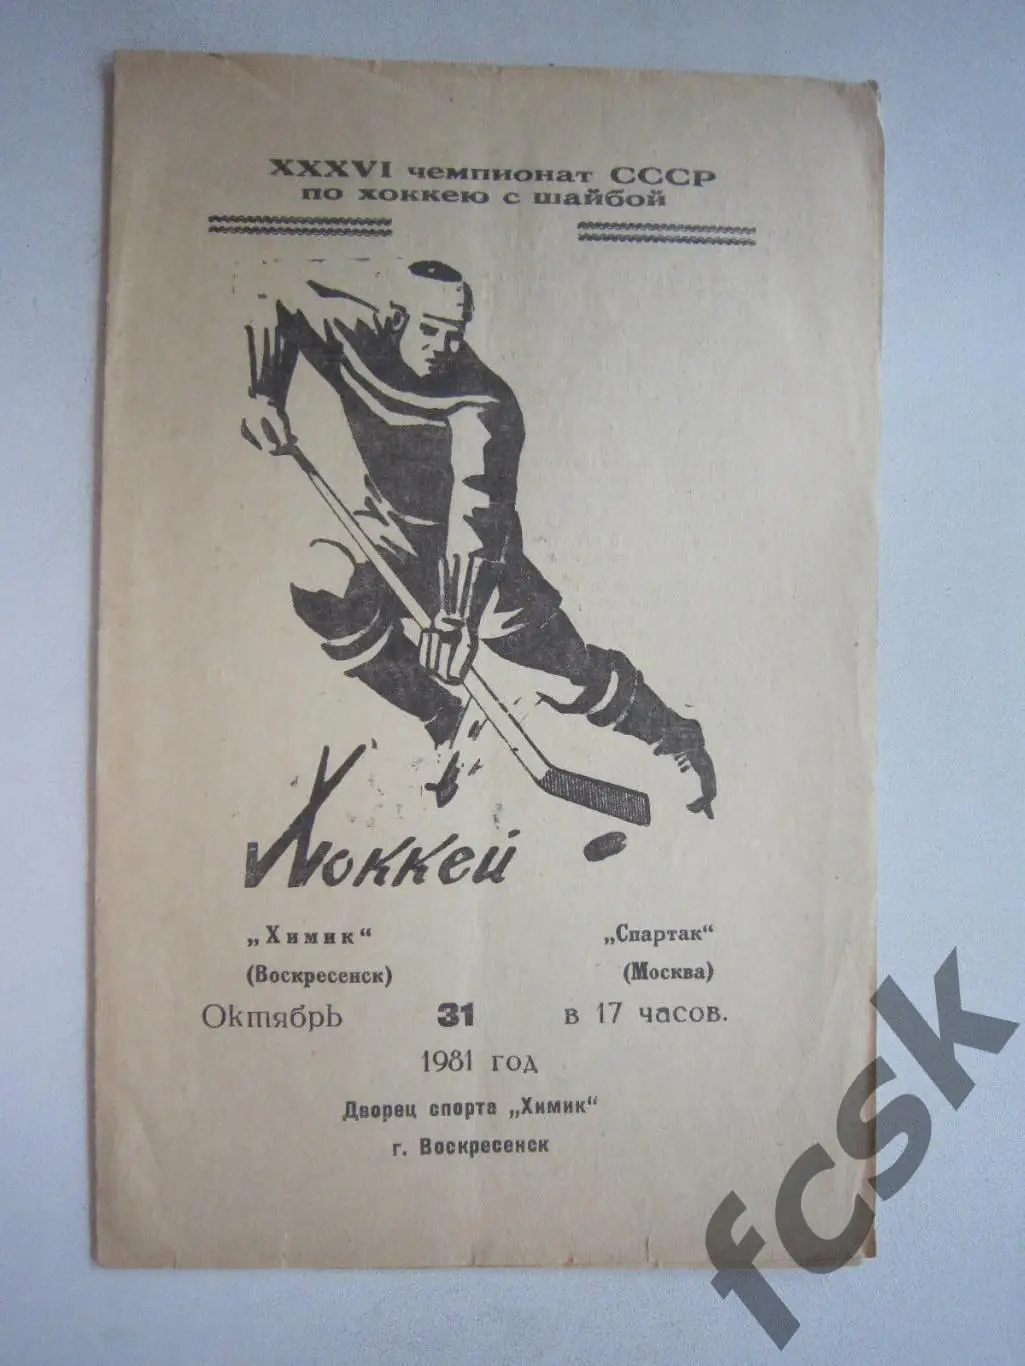 XXXVI чемпионат СССР
по хоккею с шайбой
Хоккей
„Химик“ „Спартак“
(Воскресенск) (Москва)
Октябрь 31 в 17 часов.
1981 год
Дворец спорта „Химик“
г. Воскресенск
fcsk